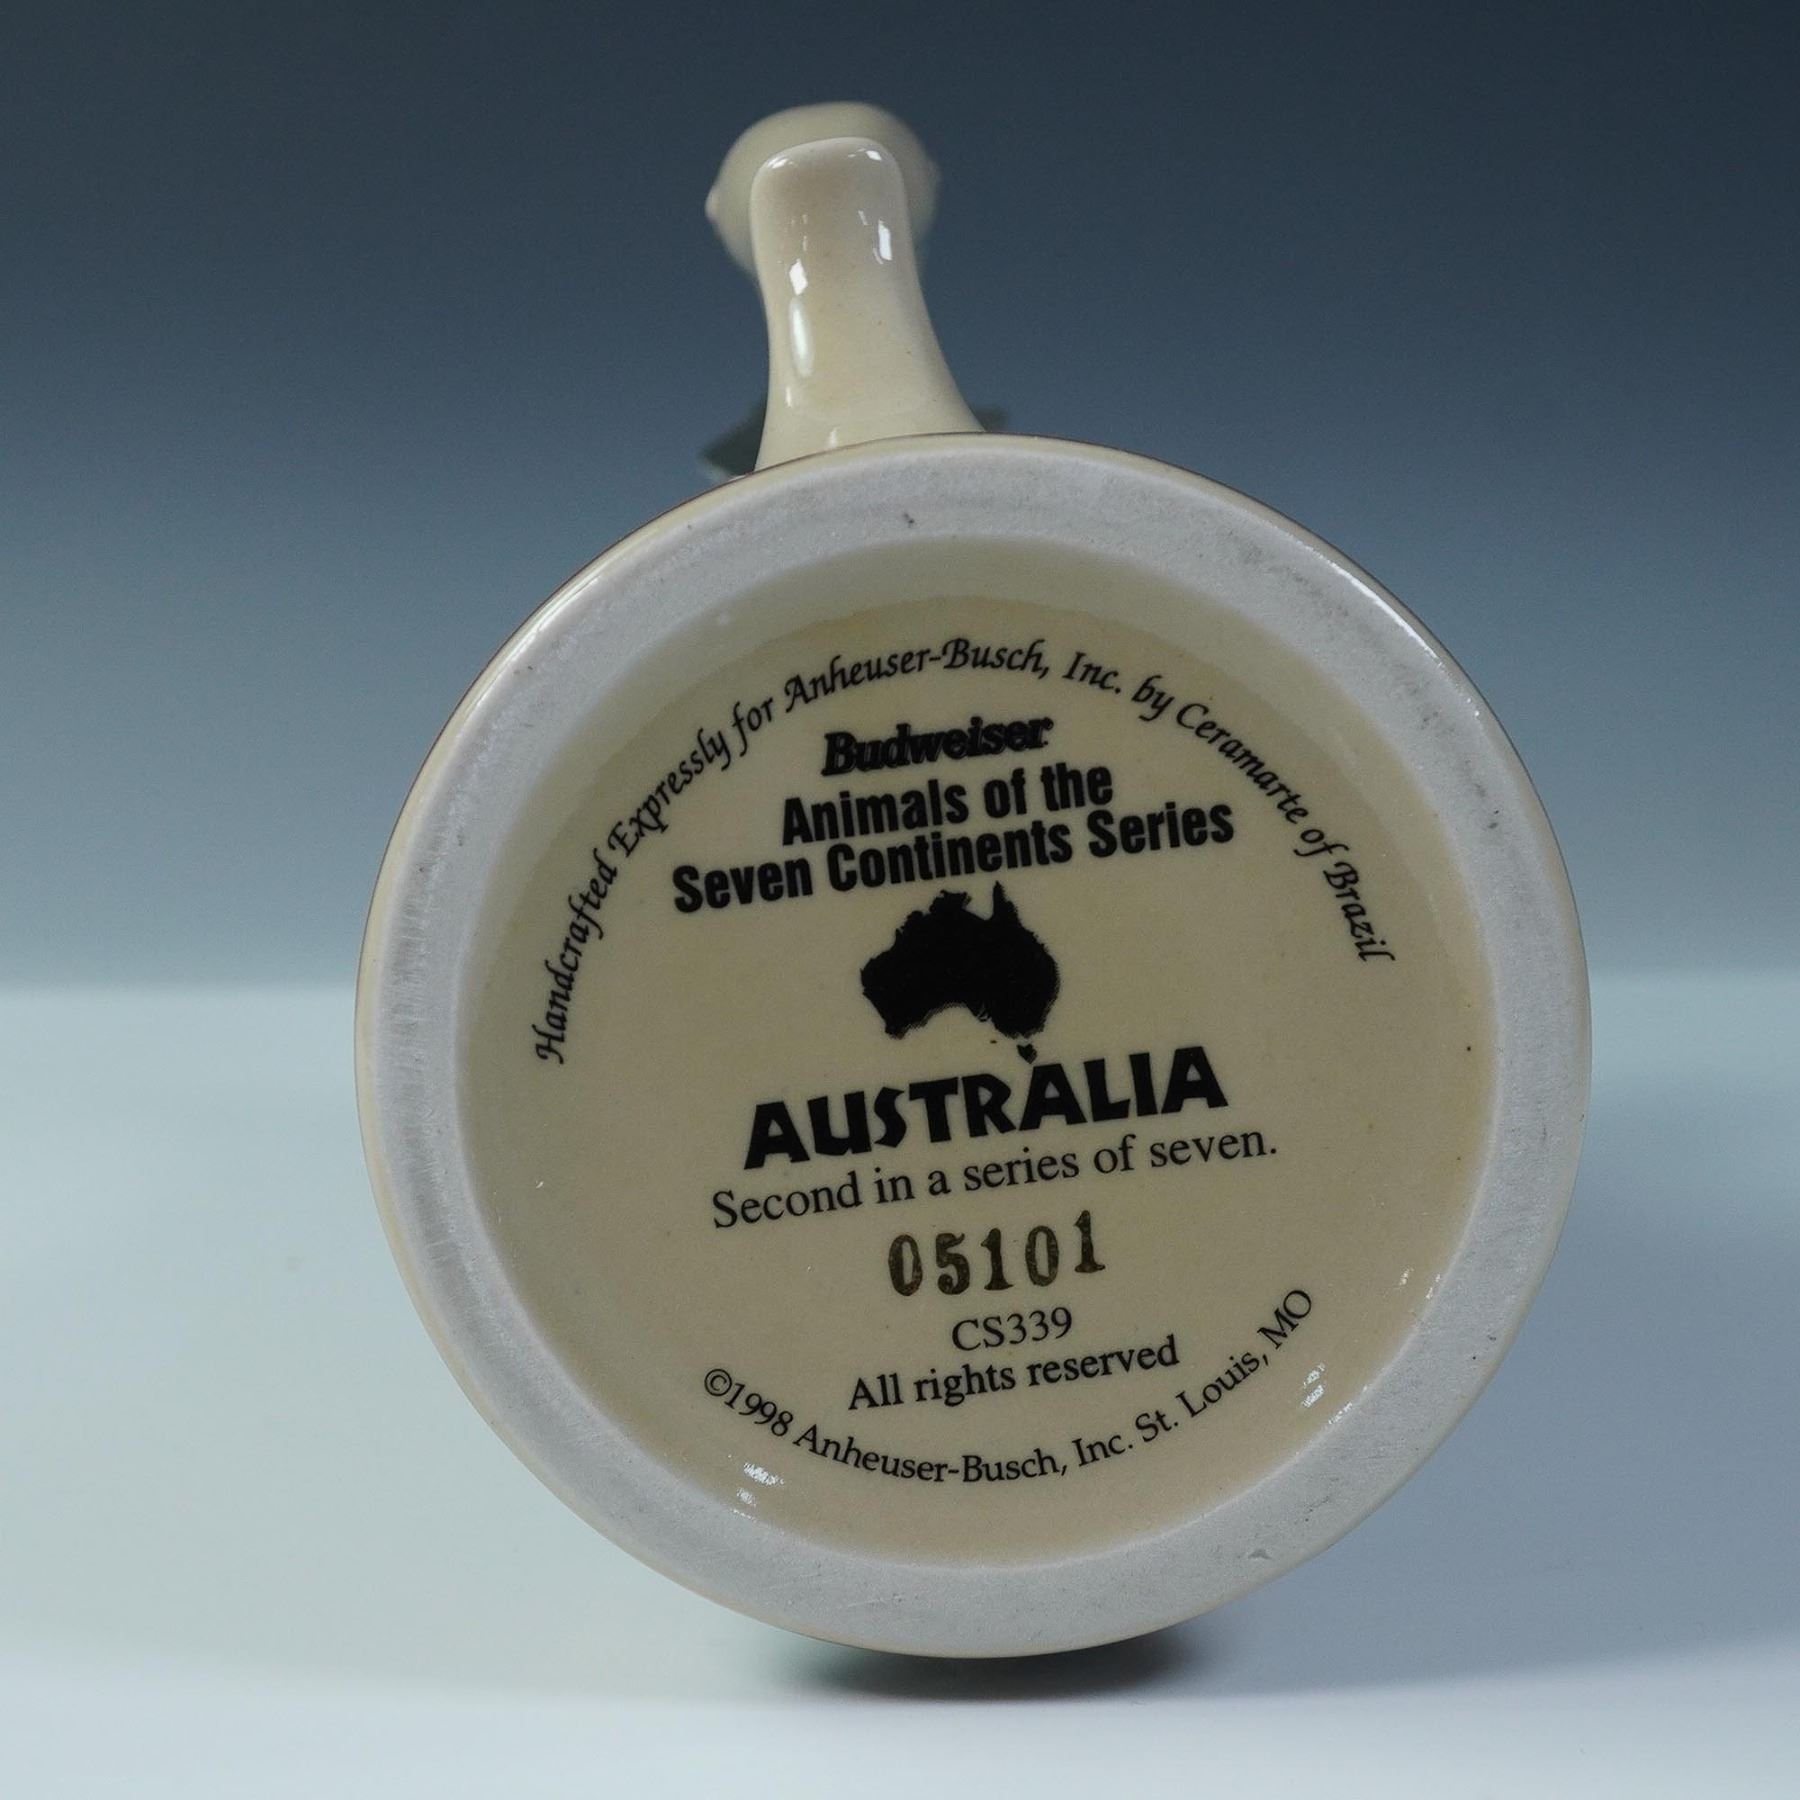 Handcrafted Expressly for Anheuser-Busch, Inc. by Ceramarte of Brazil
Budweiser
Animals of the
Seven Continents Series
AUSTRALIA
Second in a series of seven.
05101
CS339
All rights reserved
©1998 Anheuser-Busch, Inc. St. Louis, MO